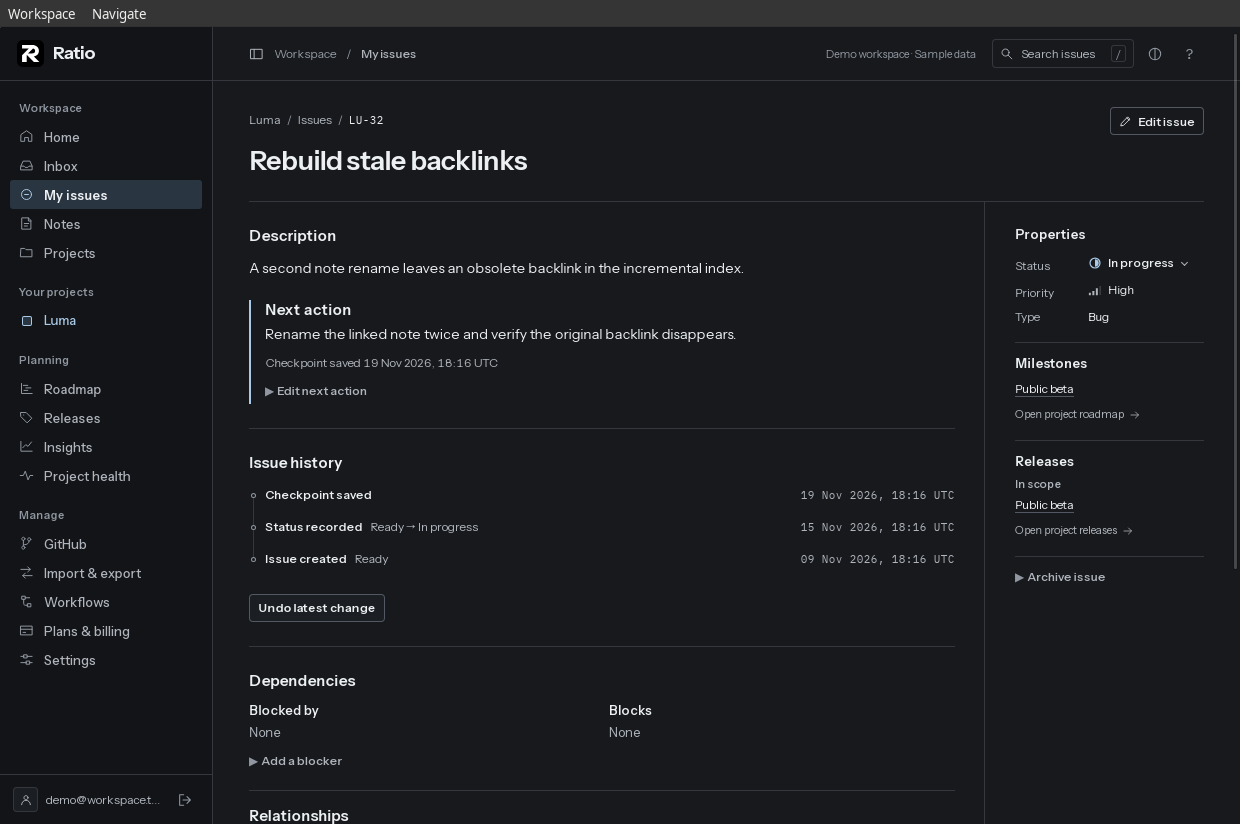 Workspace Navigate
Ratio
Workspace / My issues
Demo workspace · Sample data
Search issues /
?
Workspace
Home
Inbox
My issues
Notes
Projects
Your projects
Luma
Planning
Roadmap
Releases
Insights
Project health
Manage
GitHub
Import & export
Workflows
Plans & billing
Settings
demo@workspace.t...
Luma / Issues / LU-32
Edit issue
Rebuild stale backlinks
Description
A second note rename leaves an obsolete backlink in the incremental index.
Next action
Rename the linked note twice and verify the original backlink disappears.
Checkpoint saved 19 Nov 2026, 18:16 UTC
▶ Edit next action
Issue history
Checkpoint saved 19 Nov 2026, 18:16 UTC
Status recorded Ready → In progress 15 Nov 2026, 18:16 UTC
Issue created Ready 09 Nov 2026, 18:16 UTC
Undo latest change
Dependencies
Blocked by Blocks
None None
▶ Add a blocker
Relationships
Properties
Status In progress
Priority High
Type Bug
Milestones
Public beta
Open project roadmap →
Releases
In scope
Public beta
Open project releases →
▶ Archive issue